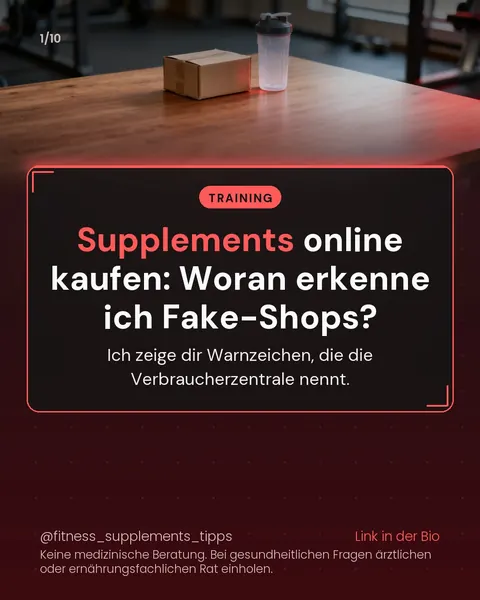 1/10
TRAINING
Supplements online
kaufen: Woran erkenne
ich Fake-Shops?
Ich zeige dir Warnzeichen, die die
Verbraucherzentrale nennt.
@fitness_supplements_tipps
Link in der Bio
Keine medizinische Beratung. Bei gesundheitlichen Fragen ärztlichen
oder ernährungsfachlichen Rat einholen.